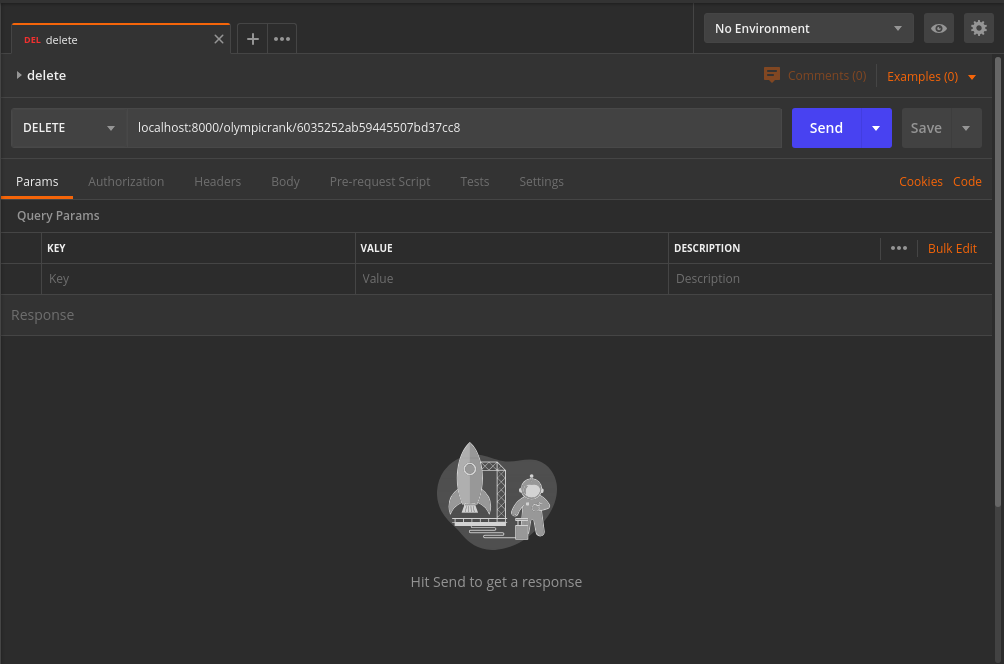 DEL delete
No Environment
delete
Comments (0)
Examples (0)
DELETE
localhost:8000/olympicrank/6035252ab59445507bd37cc8
Send
Save
Params Authorization Headers Body Pre-request Script Tests Settings
Cookies Code
Query Params
KEY VALUE DESCRIPTION
Bulk Edit
Key Value Description
Response
Hit Send to get a response